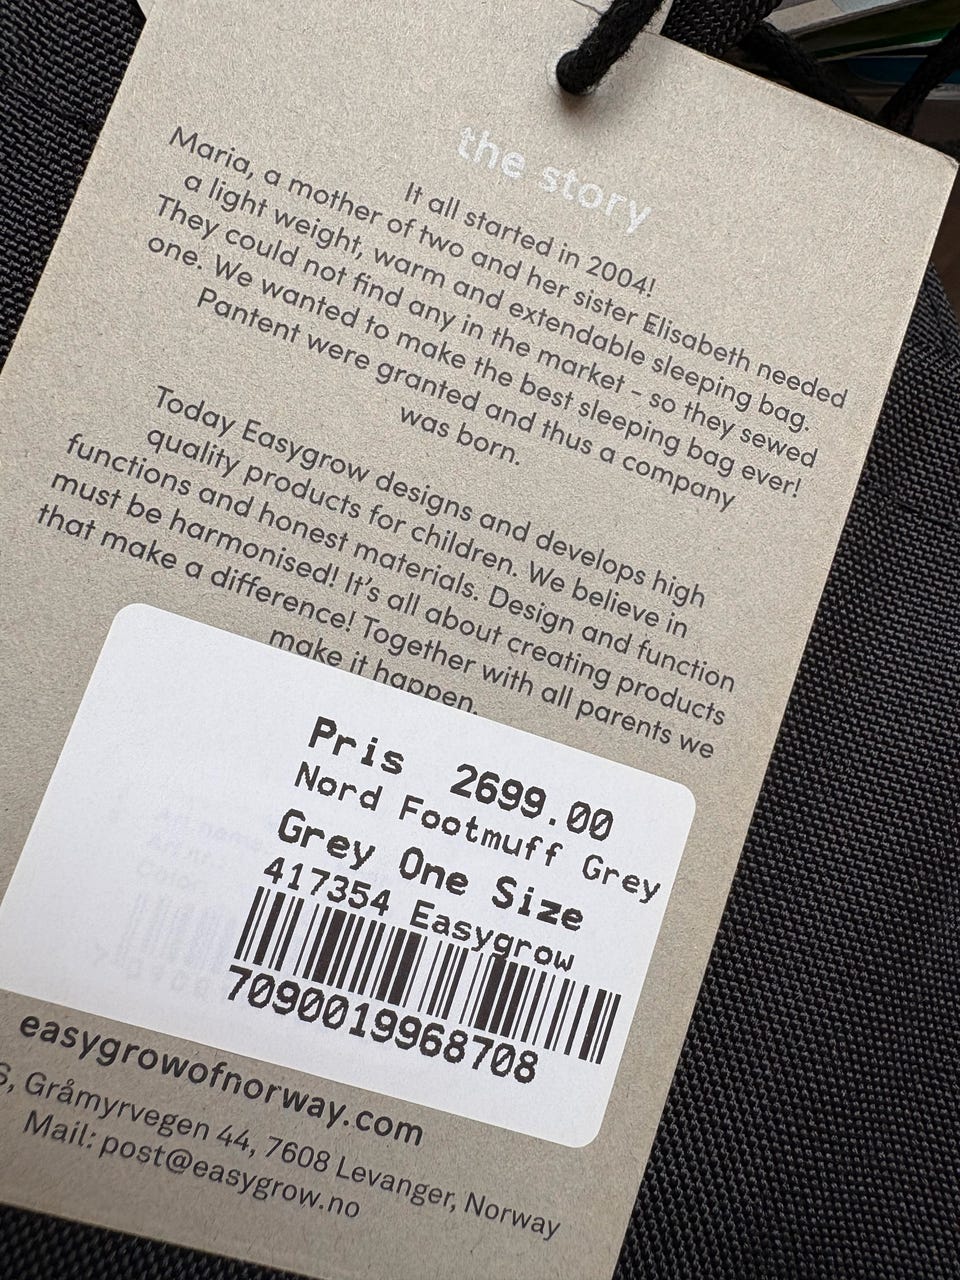 the story
It all started in 2004!
Maria, a mother of two and her sister Elisabeth needed
a light weight, warm and extendable sleeping bag.
They could not find any in the market - so they sewed
one. We wanted to make the best sleeping bag ever!
Pantent were granted and thus a company
was born.
Today Easygrow designs and develops high
quality products for children. We believe in
functions and honest materials. Design and function
must be harmonised! It's all about creating products
that make a difference! Together with all parents we
make it happen.
Pris 2699.00
Nord Footmuff Grey
Grey One Size
417354 Easygrow
7090019968708
easygrowofnorway.com
S, Gråmyrvegen 44, 7608 Levanger, Norway
Mail: post@easygrow.no